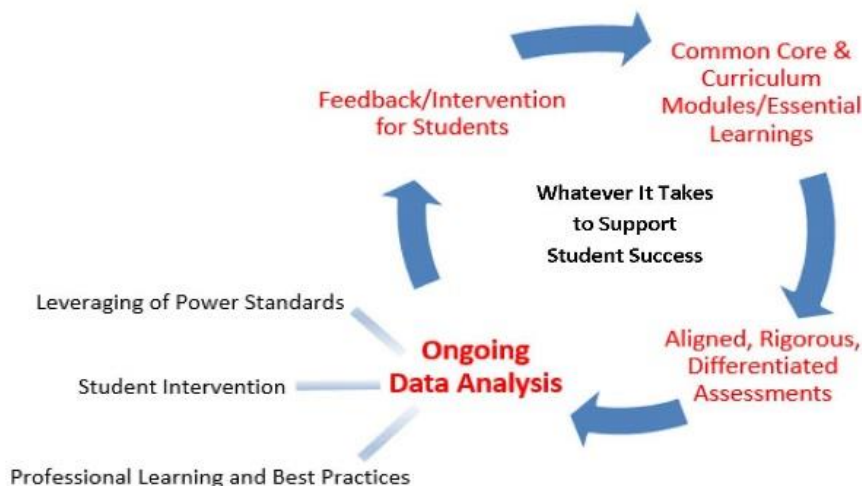 Feedback/Intervention
for Students
Common Core &
Curriculum
Modules/Essential
Learnings
Whatever It Takes
to Support
Student Success
Leveraging of Power Standards
Student Intervention
Professional Learning and Best Practices
Ongoing
Data Analysis
Aligned, Rigorous,
Differentiated
Assessments